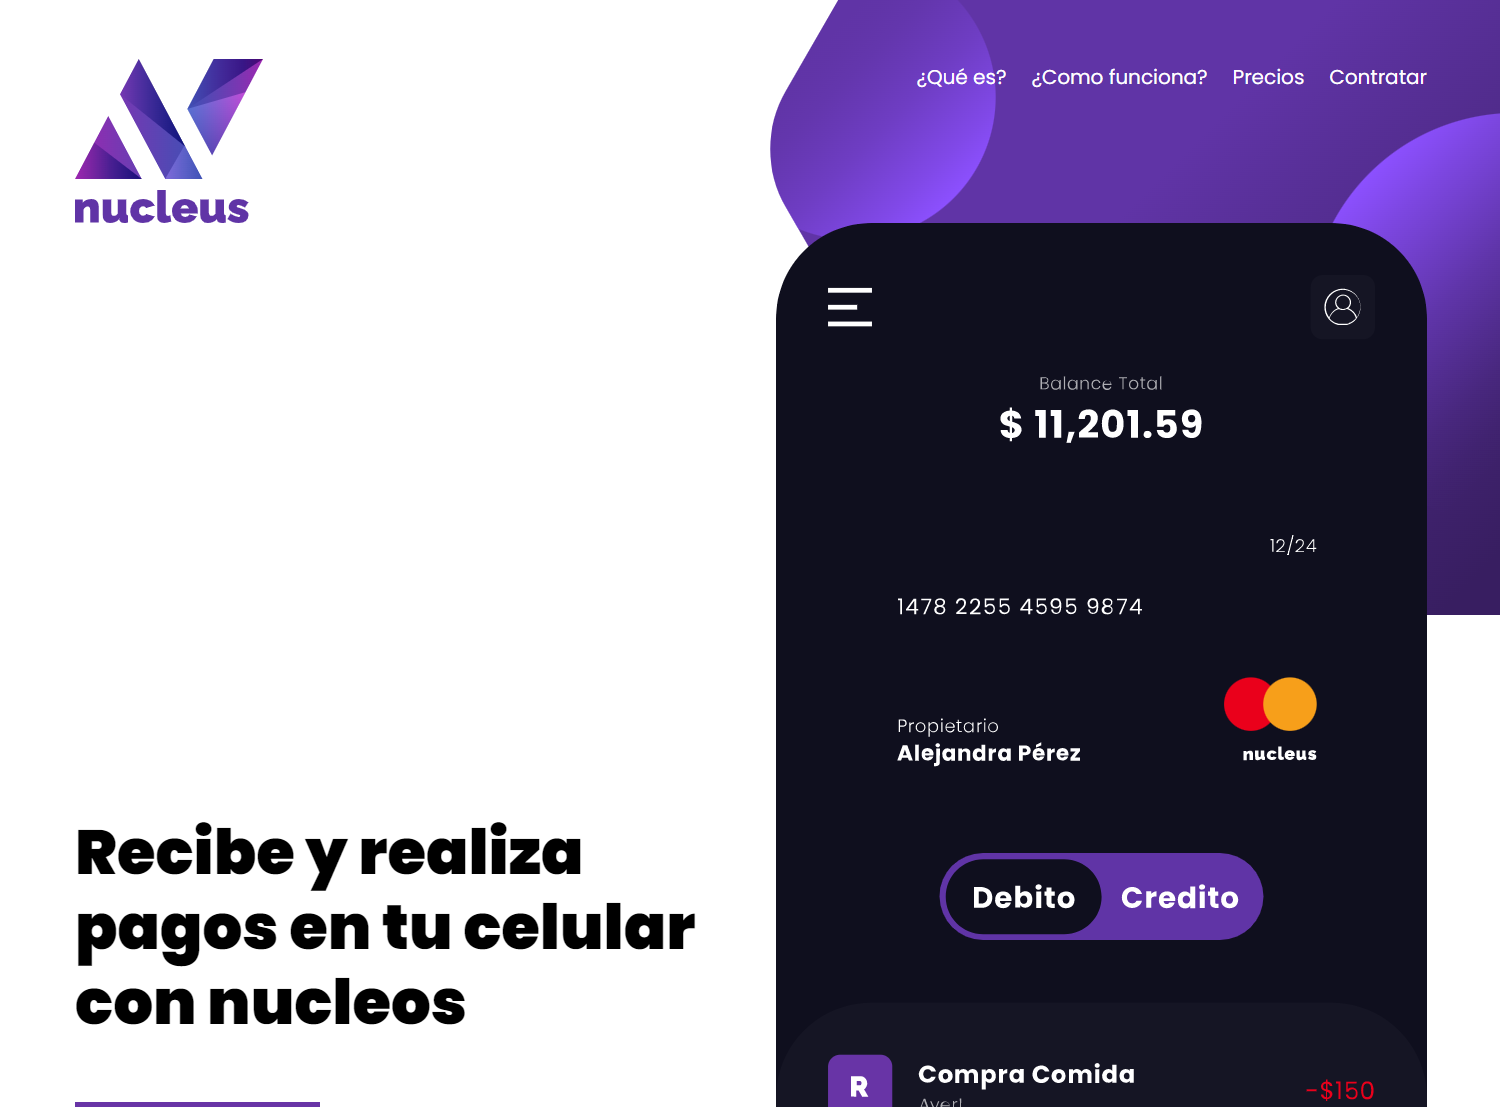 nucleus
¿Qué es? ¿Como funciona? Precios Contratar
Balance Total
$ 11,201.59
12/24
1478 2255 4595 9874
Propietario
Alejandra Pérez
nucleus
Debito Credito
Recibe y realiza
pagos en tu celular
con nucleos
R
Compra Comida
-$150
Ayer!